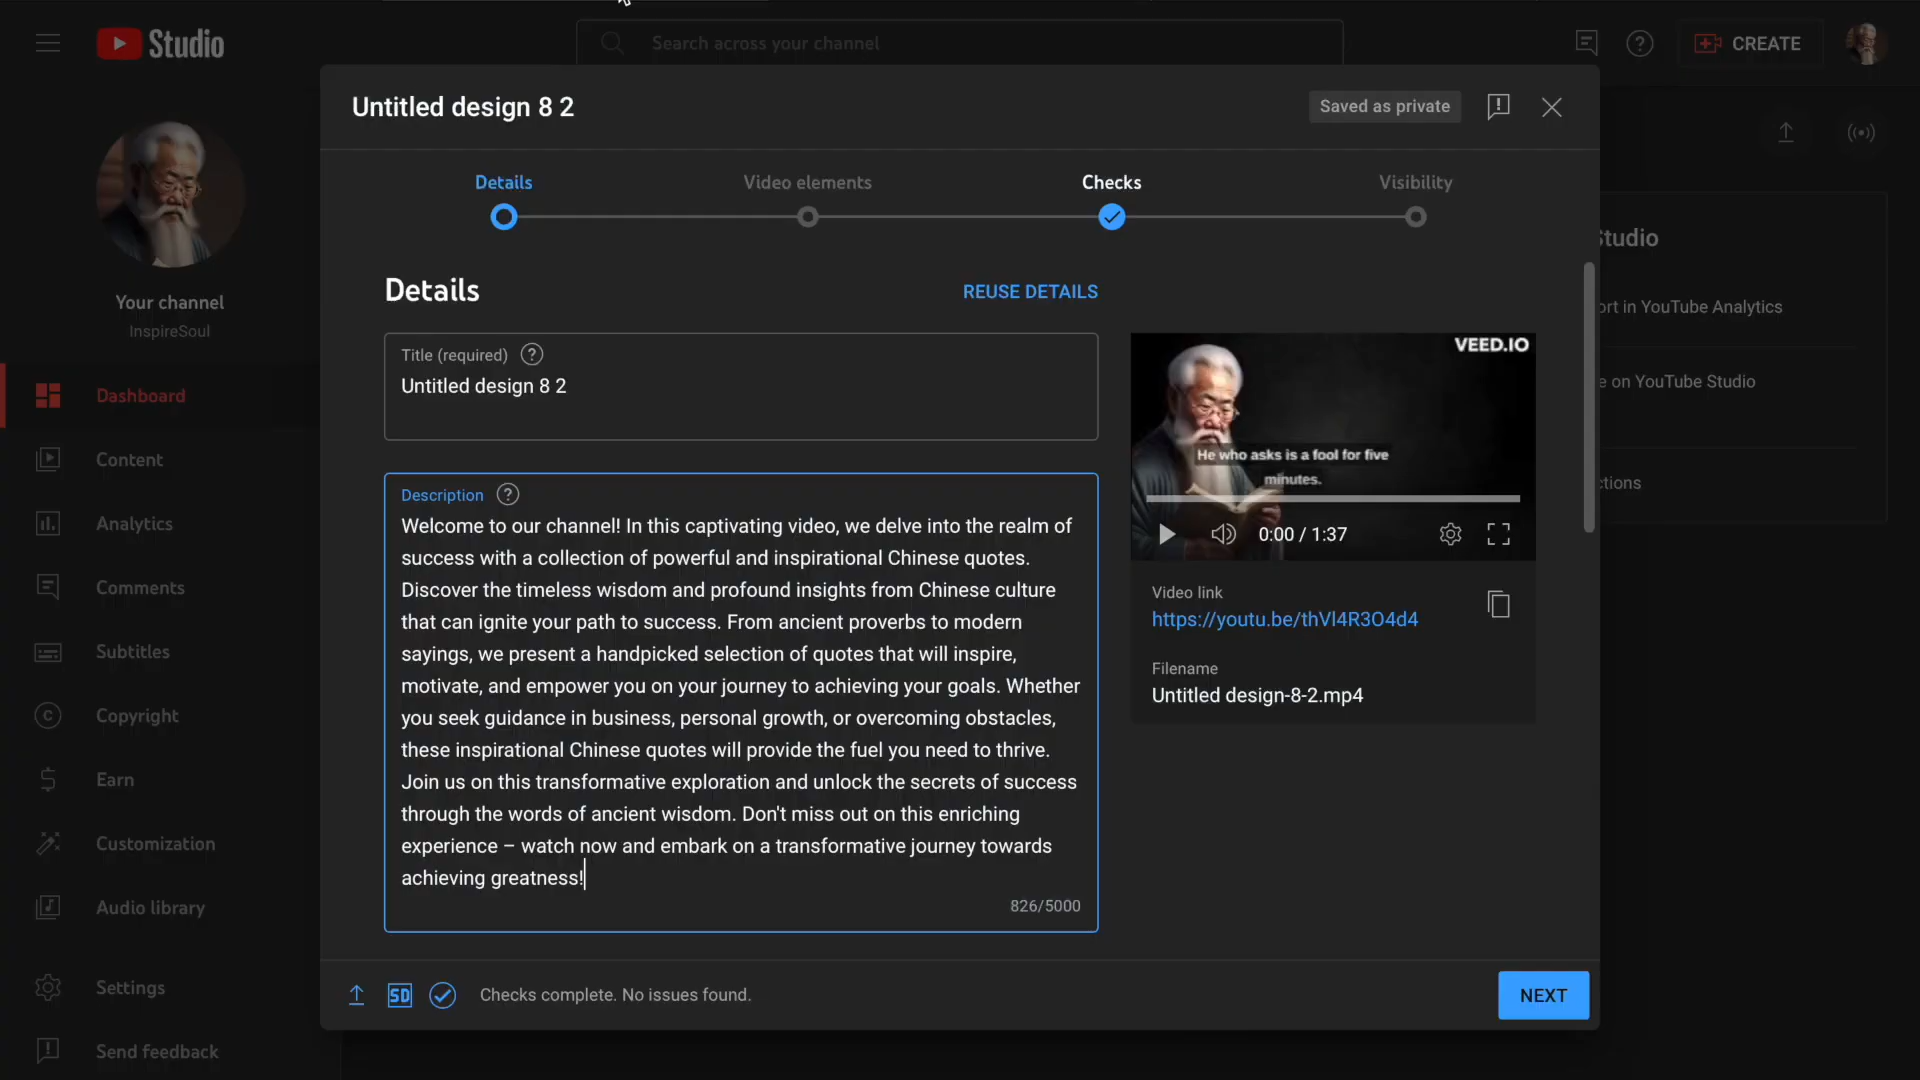 Studio
Search across your channel
CREATE
Untitled design 8 2
Saved as private
Details
Video elements
Checks
Visibility
Your channel
InspireSoul
Dashboard
Content
Analytics
Comments
Subtitles
Copyright
Earn
Customization
Audio library
Settings
Send feedback
Details
REUSE DETAILS
Title (required)
Untitled design 8 2
Description
Welcome to our channel! In this captivating video, we delve into the realm of
success with a collection of powerful and inspirational Chinese quotes.
Discover the timeless wisdom and profound insights from Chinese culture
that can ignite your path to success. From ancient proverbs to modern
sayings, we present a handpicked selection of quotes that will inspire,
motivate, and empower you on your journey to achieving your goals. Whether
you seek guidance in business, personal growth, or overcoming obstacles,
these inspirational Chinese quotes will provide the fuel you need to thrive.
Join us on this transformative exploration and unlock the secrets of success
through the words of ancient wisdom. Don't miss out on this enriching
experience – watch now and embark on a transformative journey towards
achieving greatness!
826/5000
VEED.IO
He who asks is a fool for five
minutes.
0:00 / 1:37
Video link
https://youtu.be/thVl4R3O4d4
Filename
Untitled design-8-2.mp4
Studio
ort in YouTube Analytics
e on YouTube Studio
ctions
SD
Checks complete. No issues found.
NEXT